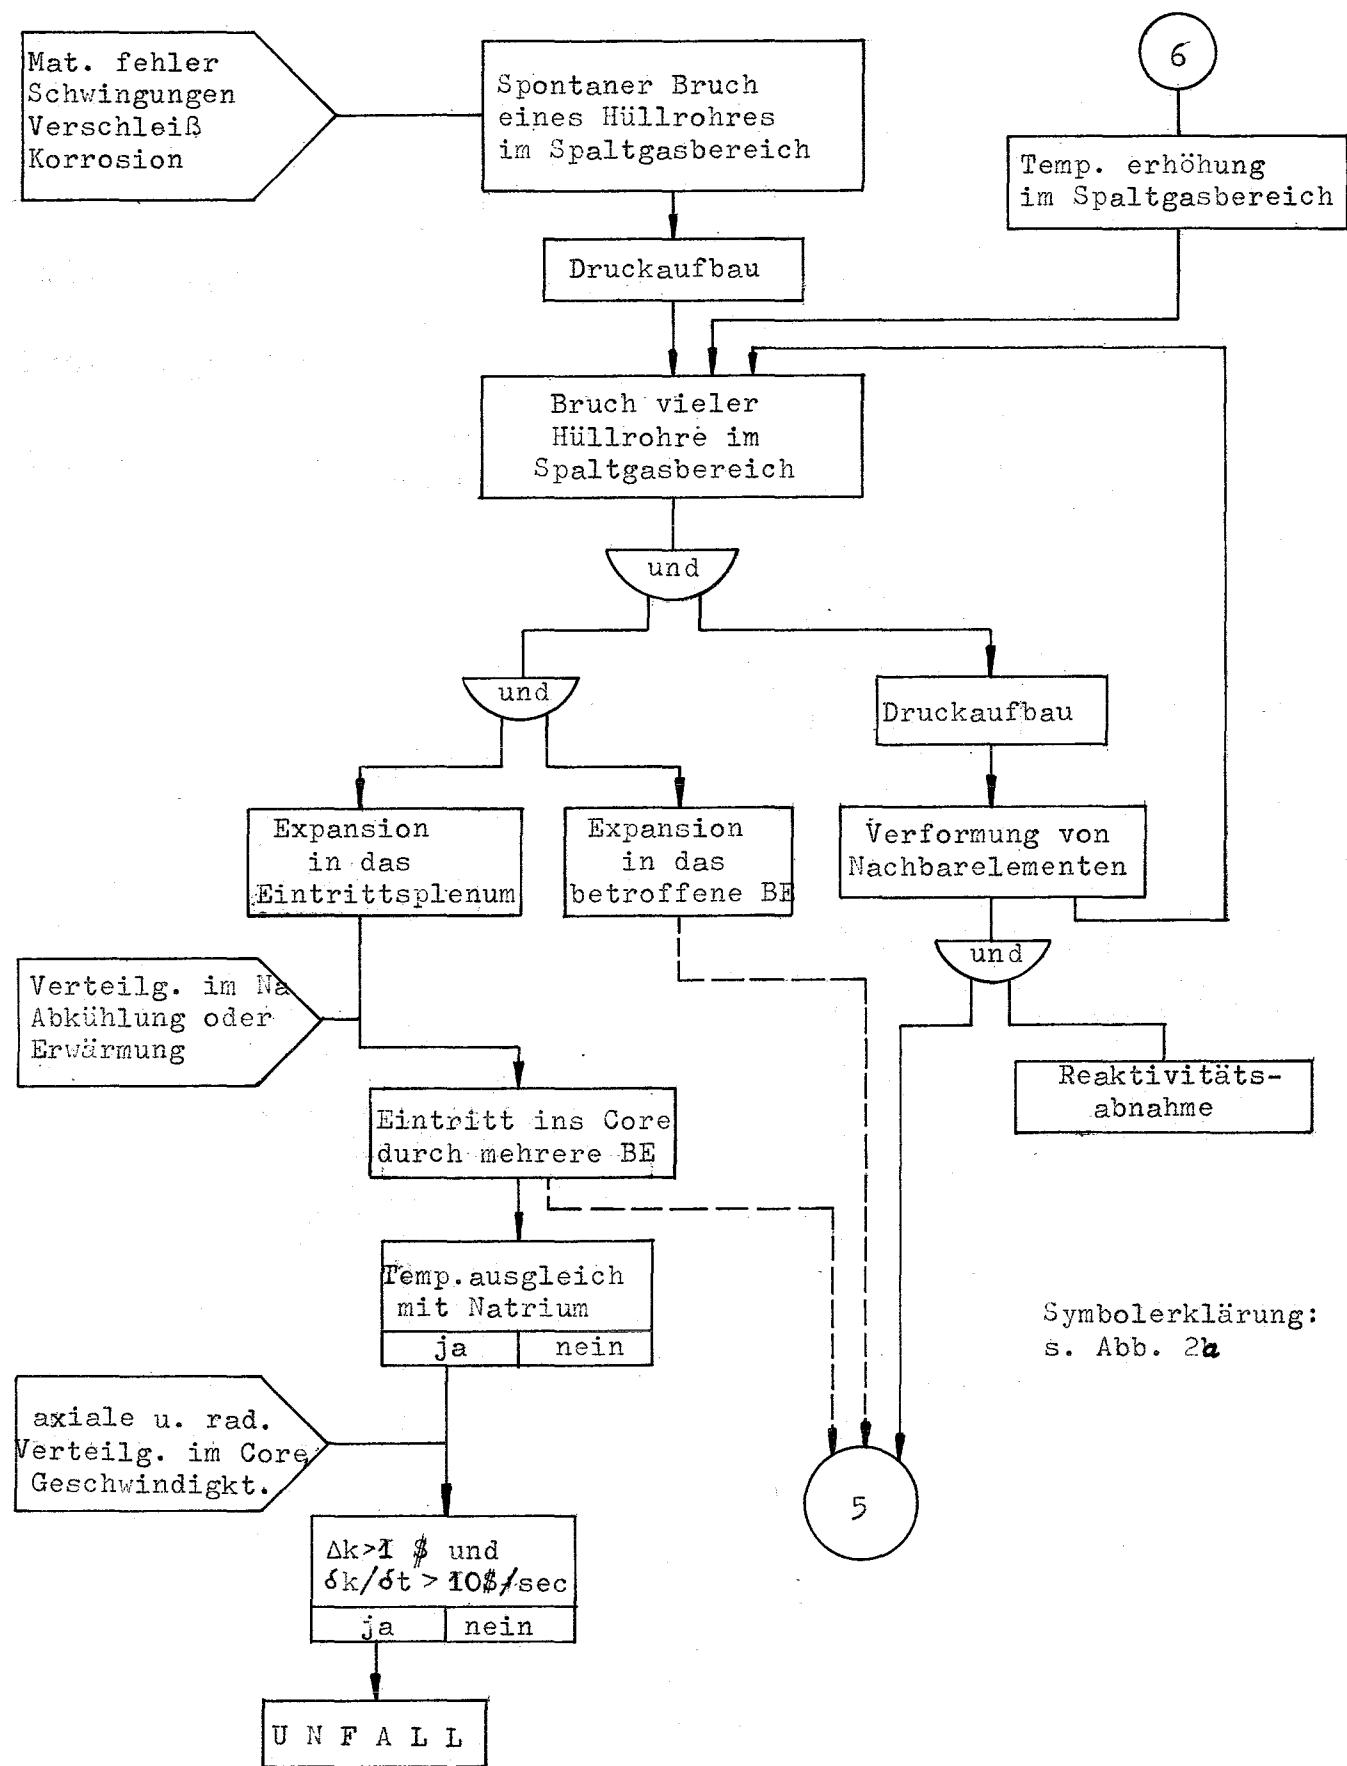 Mat. fehler
Schwingungen
Verschleiß
Korrosion
Spontaner Bruch
eines Hüllrohres
im Spaltgasbereich
6
Temp. erhöhung
im Spaltgasbereich
Druckaufbau
Bruch vieler
Hüllrohre im
Spaltgasbereich
und
und
Druckaufbau
Expansion
in das
Eintrittsplenum
Expansion
in das
betroffene BE
Verformung von
Nachbarelementen
und
Verteilg. im Na
Abkühlung oder
Erwärmung
Reaktivitäts-
abnahme
Eintritt ins Core
durch mehrere BE
Temp.ausgleich
mit Natrium
ja nein
Symbolerklärung:
s. Abb. 2a
axiale u. rad.
Verteilg. im Core,
Geschwindigkt.
5
Δk>1 $ und
δk/δt > 10$/sec
ja nein
U N F A L L